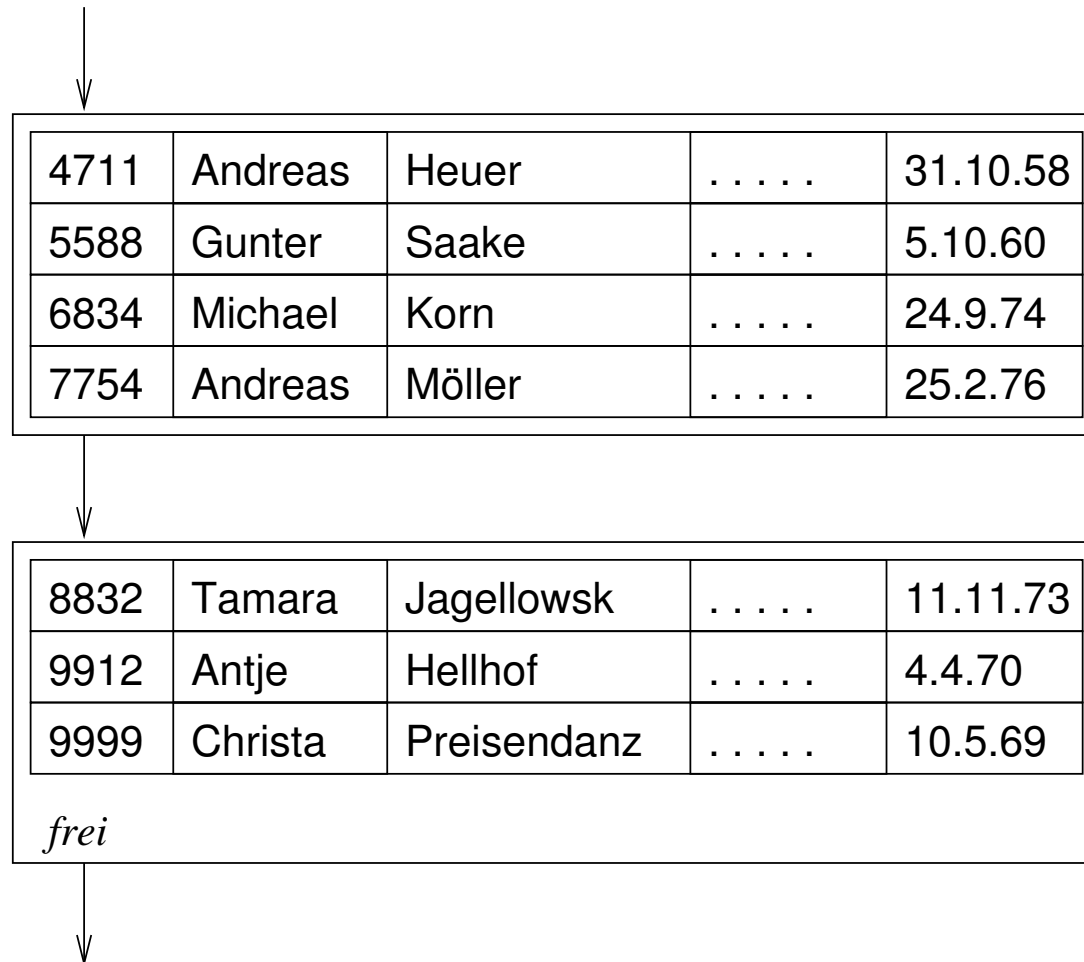 4711 Andreas Heuer . . . . . 31.10.58
5588 Gunter Saake . . . . . 5.10.60
6834 Michael Korn . . . . . 24.9.74
7754 Andreas Möller . . . . . 25.2.76
8832 Tamara Jagellowsk . . . . . 11.11.73
9912 Antje Hellhof . . . . . 4.4.70
9999 Christa Preisendanz . . . . . 10.5.69
frei